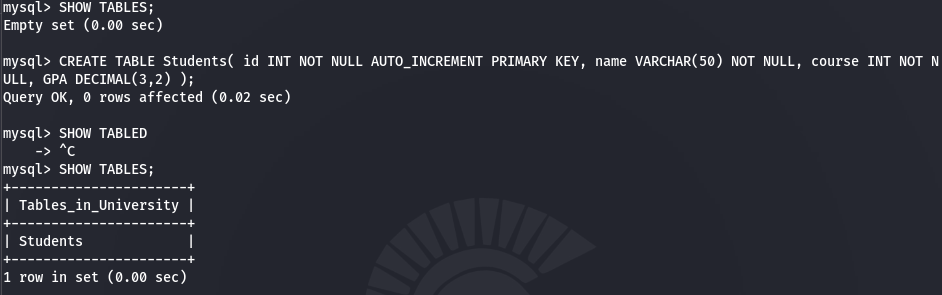 mysql> SHOW TABLES;
Empty set (0.00 sec)
mysql> CREATE TABLE Students( id INT NOT NULL AUTO_INCREMENT PRIMARY KEY, name VARCHAR(50) NOT NULL, course INT NOT N
ULL, GPA DECIMAL(3,2) );
Query OK, 0 rows affected (0.02 sec)
mysql> SHOW TABLED
    -> ^C
mysql> SHOW TABLES;
+----------------------+
| Tables_in_University |
+----------------------+
| Students             |
+----------------------+
1 row in set (0.00 sec)